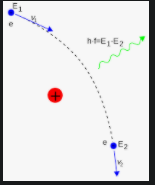 E₁
e
v₁
h·f=E₁-E₂
+
e E₂
v₂